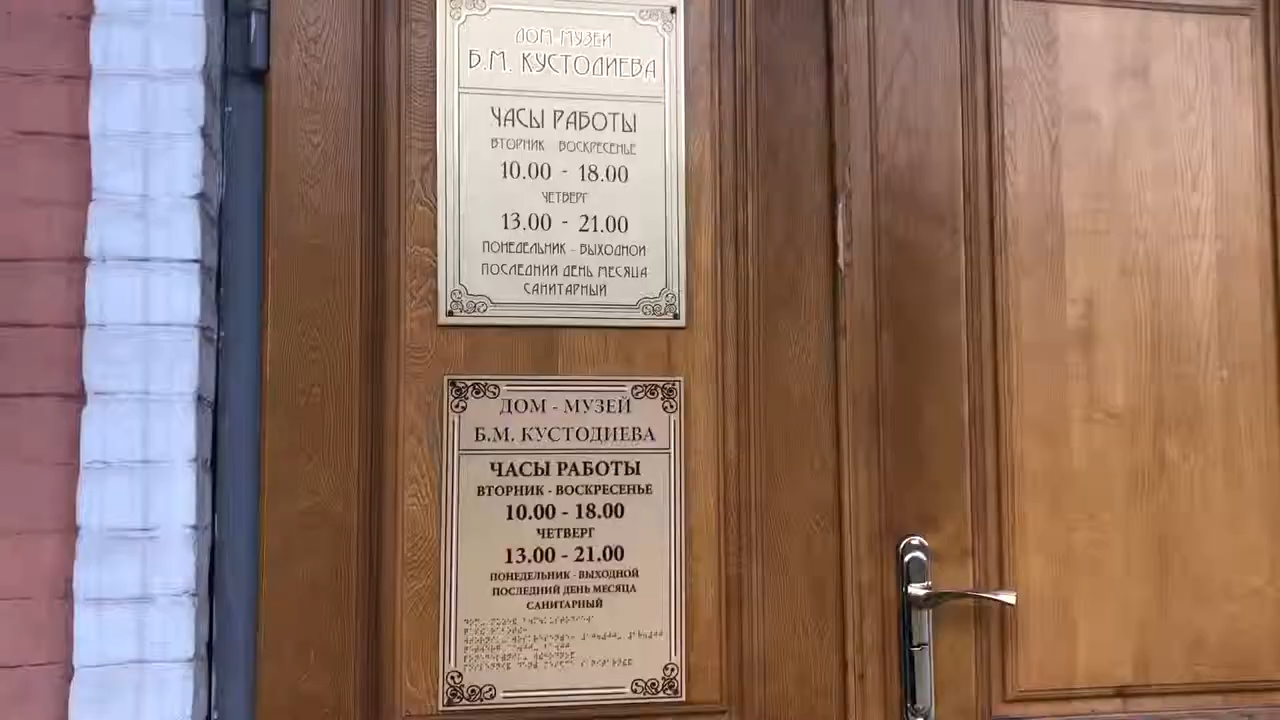 ДОМ МУЗЕЙ
Б.М. КУСТОДИЕВА
ЧАСЫ РАБОТЫ
ВТОРНИК ВОСКРЕСЕНЬЕ
10.00 - 18.00
ЧЕТВЕРГ
13.00 - 21.00
ПОНЕДЕЛЬНИК - ВЫХОДНОЙ
ПОСЛЕДНИЙ ДЕНЬ МЕСЯЦА
САНИТАРНЫЙ
ДОМ - МУЗЕЙ
Б.М. КУСТОДИЕВА
ЧАСЫ РАБОТЫ
ВТОРНИК - ВОСКРЕСЕНЬЕ
10.00 - 18.00
ЧЕТВЕРГ
13.00 - 21.00
ПОНЕДЕЛЬНИК - ВЫХОДНОЙ
ПОСЛЕДНИЙ ДЕНЬ МЕСЯЦА
САНИТАРНЫЙ